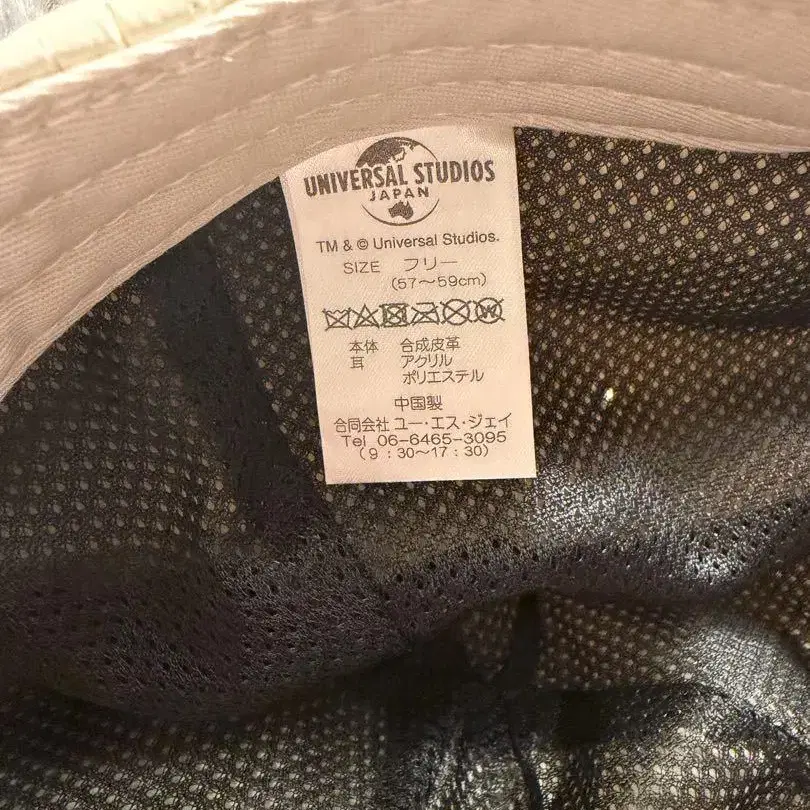 UNIVERSAL STUDIOS
JAPAN
TM & © Universal Studios.
SIZE フリー
(57～59cm)
本体 合成皮革
耳 アクリル
ポリエステル
中国製
合同会社 ユー・エス・ジェイ
Tel 06-6465-3095
(9:30～17:30)